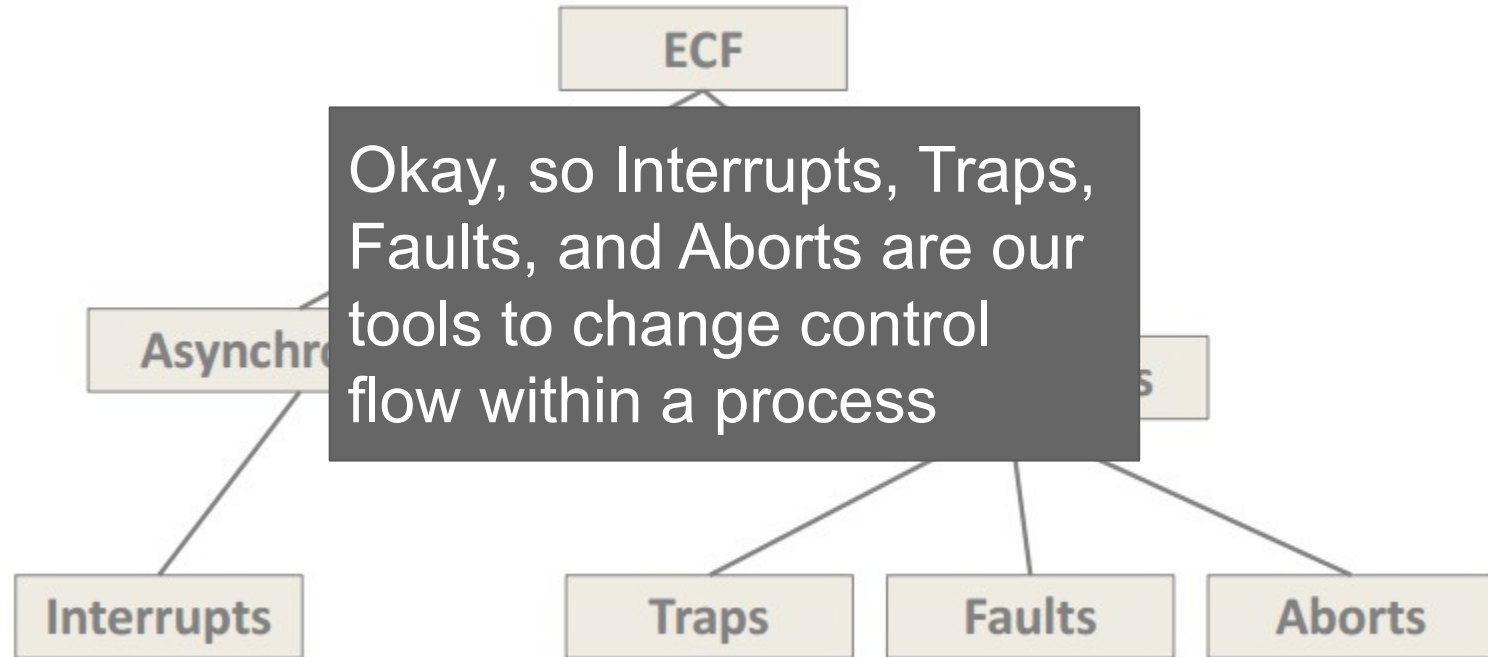 ECF
Okay, so Interrupts, Traps,
Faults, and Aborts are our
tools to change control
flow within a process
Asynchro
s
Interrupts
Traps
Faults
Aborts